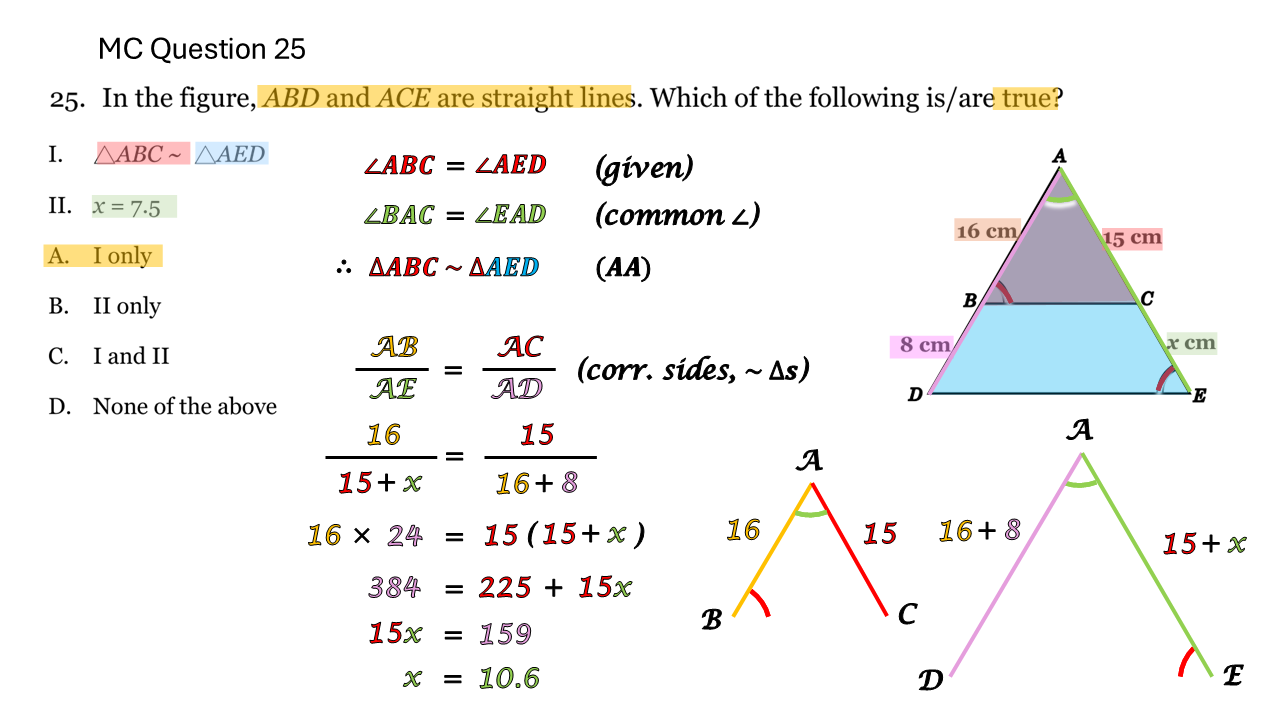 MC Question 25
25. In the figure, ABD and ACE are straight lines. Which of the following is/are true?
I. △ABC ~ △AED
II. x = 7.5
A. I only
B. II only
C. I and II
D. None of the above
∠ABC = ∠AED (given)
∠BAC = ∠EAD (common ∠)
∴ ΔABC ~ ΔAED (AA)
AB/AE = AC/AD (corr. sides, ~ Δs)
16/15+x = 15/16+8
16 × 24 = 15 (15+x )
384 = 225 + 15x
15x = 159
x = 10.6
A
16 cm 15 cm
B C
8 cm x cm
D E
A
16 15
B C
A
16+8 15+x
D E